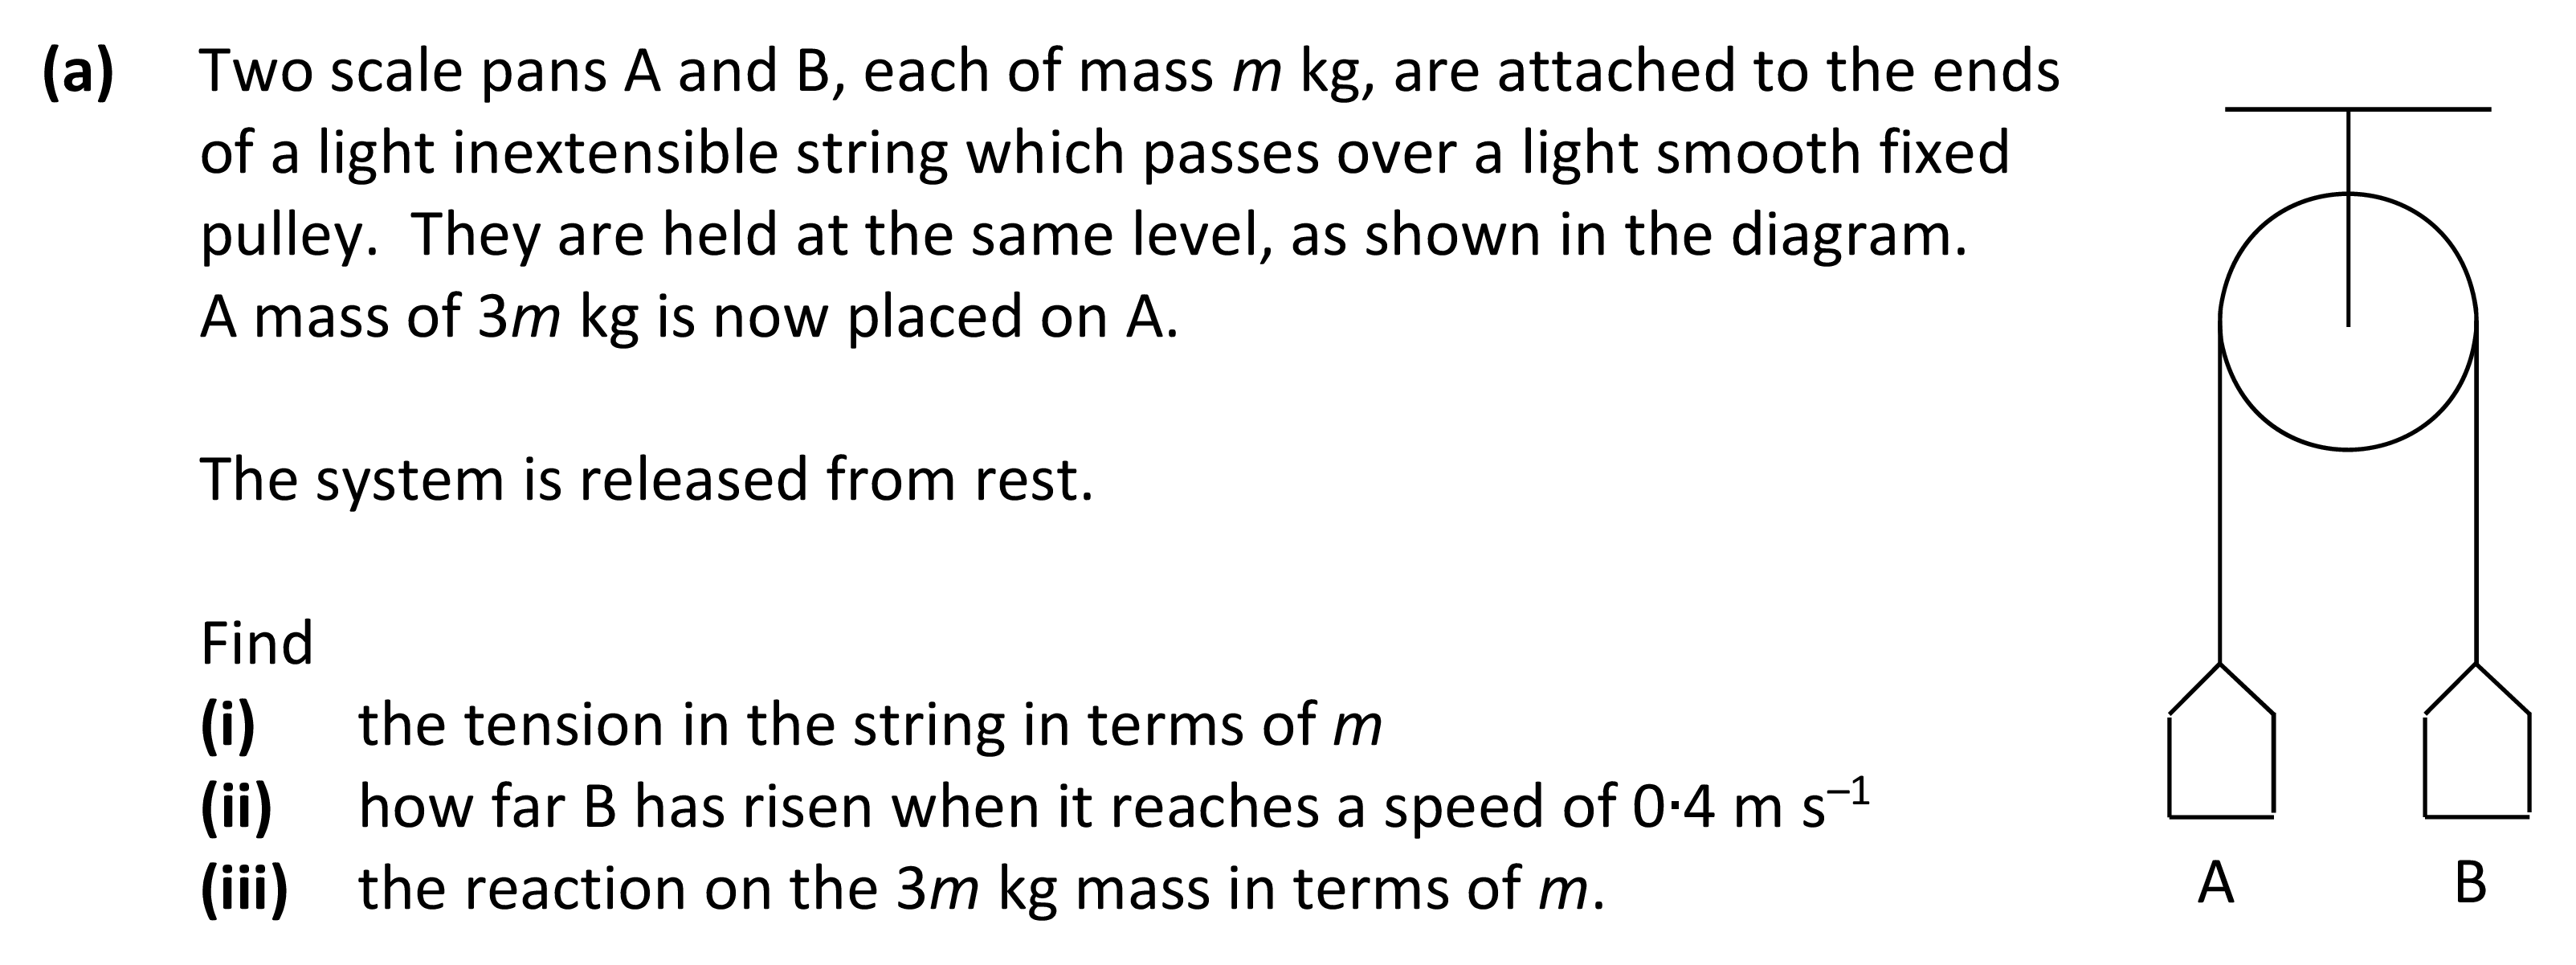 (a) Two scale pans A and B, each of mass m kg, are attached to the ends
of a light inextensible string which passes over a light smooth fixed
pulley. They are held at the same level, as shown in the diagram.
A mass of 3m kg is now placed on A.
The system is released from rest.
Find
(i) the tension in the string in terms of m
(ii) how far B has risen when it reaches a speed of 0·4 m s⁻¹
(iii) the reaction on the 3m kg mass in terms of m.
A B